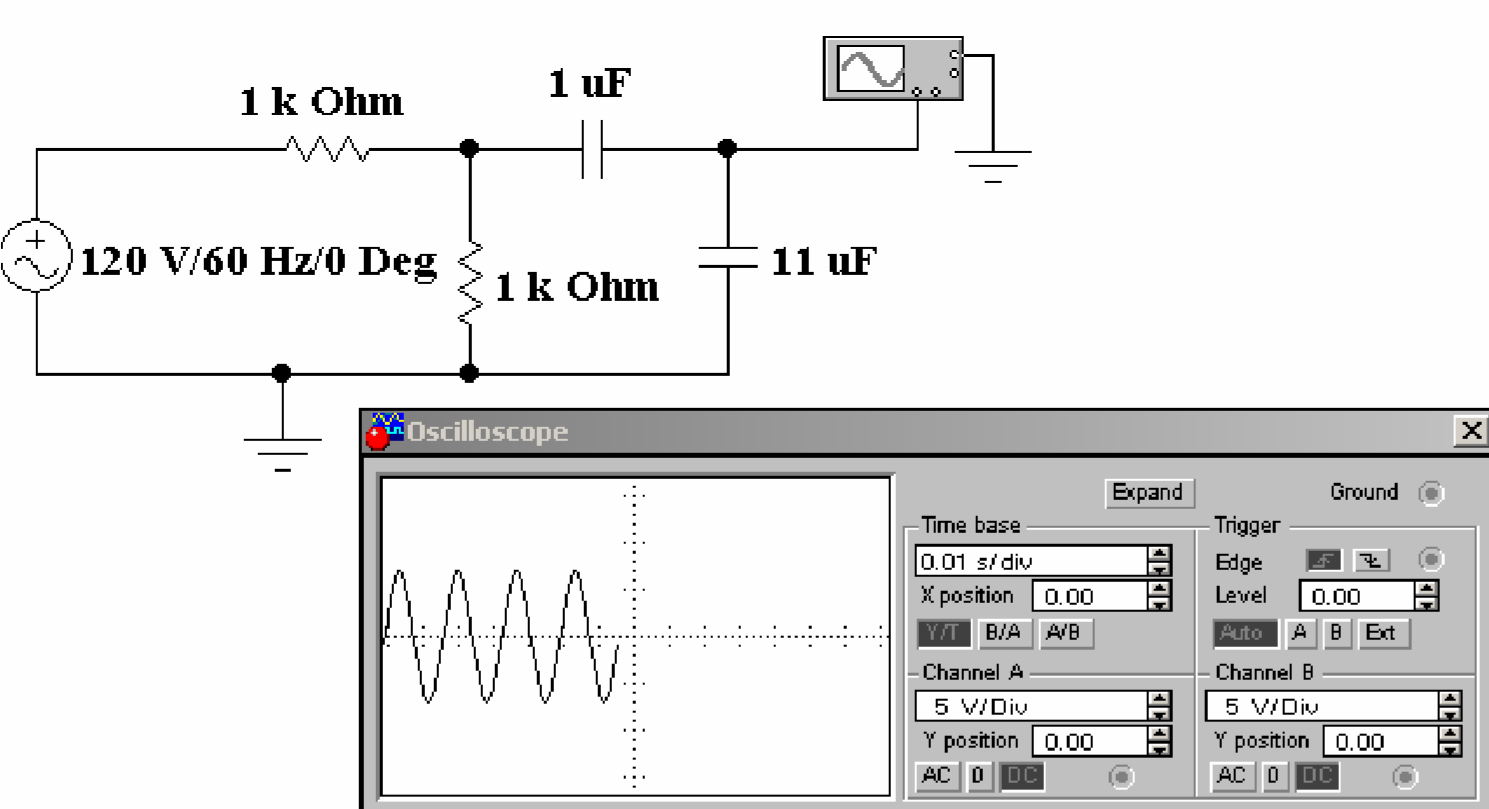 1 uF
1 k Ohm
120 V/60 Hz/0 Deg
1 k Ohm
11 uF
Oscilloscope
Expand
Ground
Time base
Trigger
0.01 s/div
Edge
X position 0.00
Level 0.00
Y/T B/A A/B
Auto A B Ext
Channel A
Channel B
5 V/Div
5 V/Div
Y position 0.00
Y position 0.00
AC 0 DC
AC 0 DC